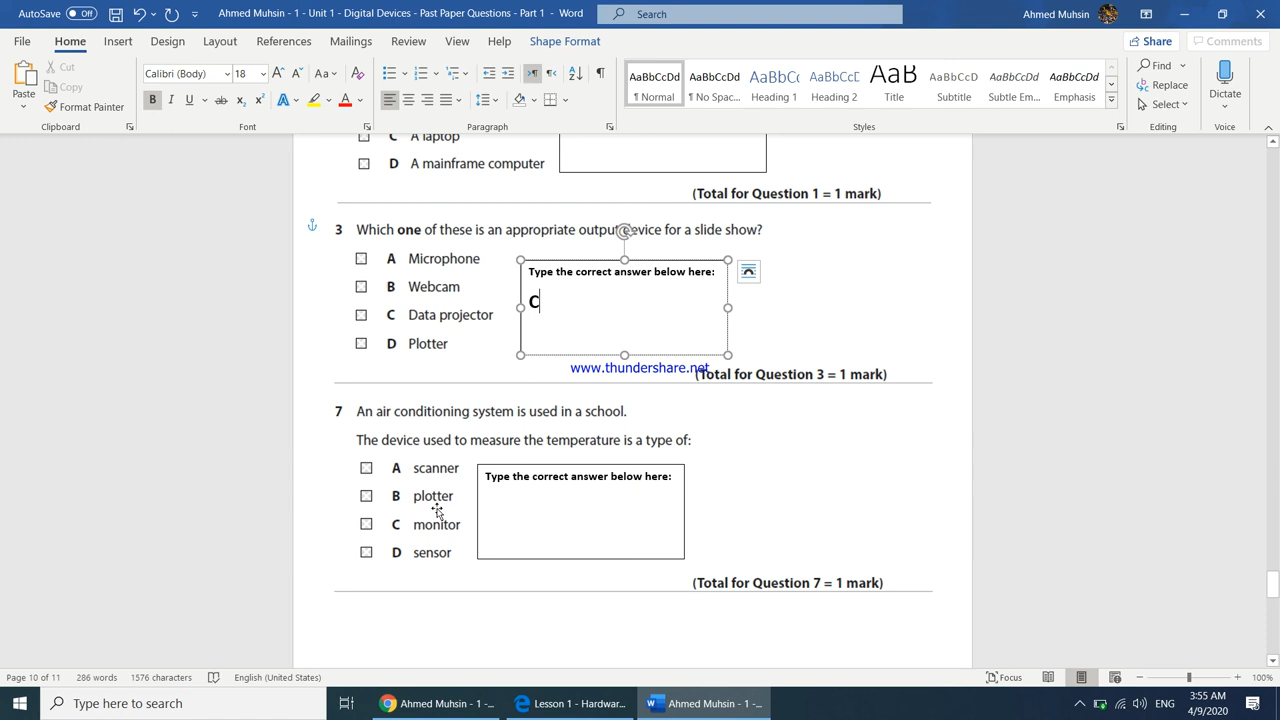 AutoSave Off
Ahmed Muhsin - 1 - Unit 1 - Digital Devices - Past Paper Questions - Part 1 - Word
Search
Ahmed Muhsin
File Home Insert Draw Design Layout References Mailings Review View Help Shape Format
Share Comments
Paste
Cut
Copy
Format Painter
Calibri (Body) 18
AaBbCcDd AaBbCcDd AaBbCc AaBbCcD AaB AaBbCcD AaBbCcDd AaBbCcDd
¶ Normal ¶ No Spac... Heading 1 Heading 2 Title Subtitle Subtle Em... Emphasis
Find
Replace
Select
Dictate
Clipboard Font Paragraph Styles Editing Voice
C A laptop
D A mainframe computer
(Total for Question 1 = 1 mark)
3 Which one of these is an appropriate output device for a slide show?
A Microphone
B Webcam
C Data projector
D Plotter
Type the correct answer below here:
C
www.thundershare.net
(Total for Question 3 = 1 mark)
7 An air conditioning system is used in a school.
The device used to measure the temperature is a type of:
A scanner
B plotter
C monitor
D sensor
Type the correct answer below here:
(Total for Question 7 = 1 mark)
Page 10 of 11 286 words 1576 characters English (United States)
Focus 100%
Type here to search
Ahmed Muhsin - 1 -...
Lesson 1 - Hardwar...
Ahmed Muhsin - 1 -...
ENG
3:55 AM
4/9/2020